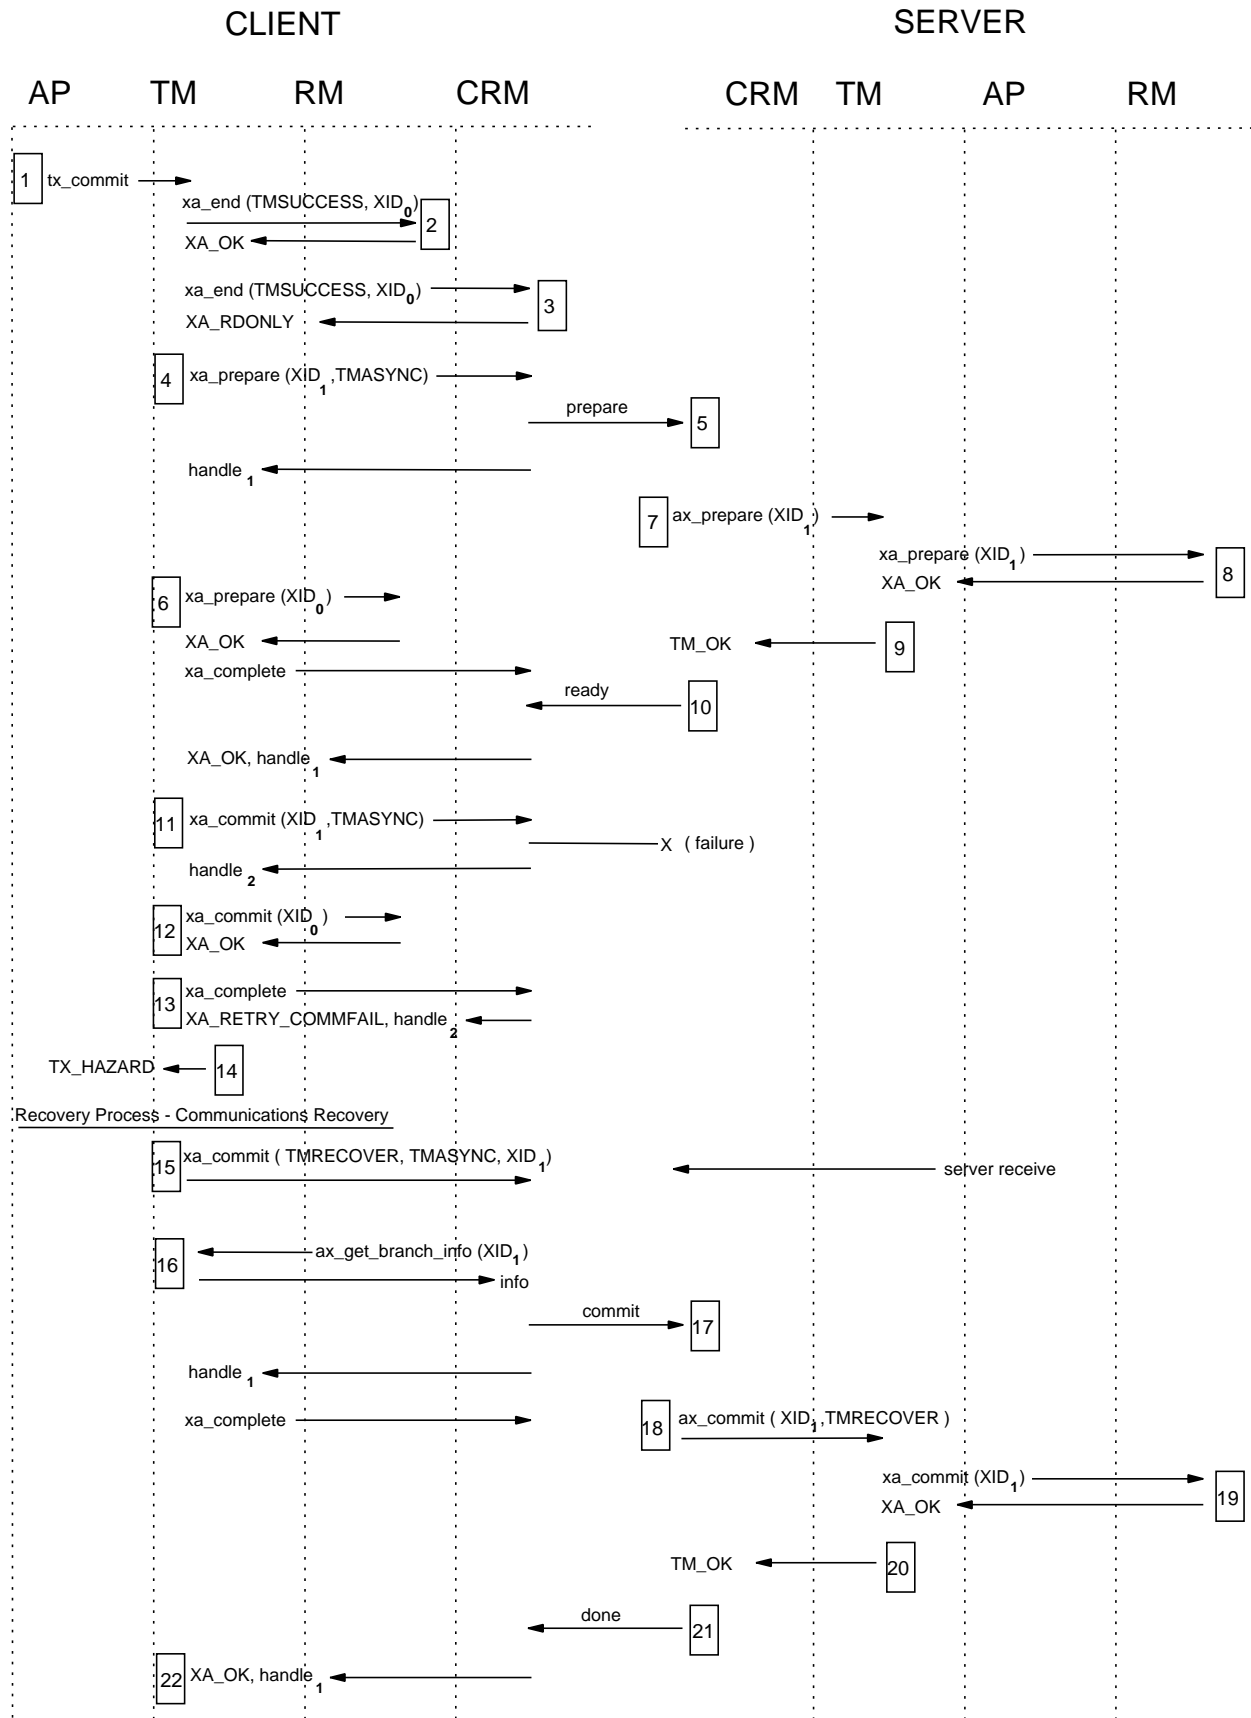 CLIENT SERVER
AP TM RM CRM CRM TM AP RM
1 tx_commit
xa_end (TMSUCCESS, XID0)
2
XA_OK
xa_end (TMSUCCESS, XID0)
3
XA_RDONLY
4 xa_prepare (XID1,TMASYNC)
prepare
5
handle1
7 ax_prepare (XID1)
xa_prepare (XID1)
8
XA_OK
6 xa_prepare (XID0)
XA_OK
TM_OK 9
xa_complete
ready
10
XA_OK, handle1
11 xa_commit (XID1,TMASYNC)
X ( failure )
handle2
12 xa_commit (XID0)
XA_OK
13 xa_complete
XA_RETRY_COMMFAIL, handle2
TX_HAZARD 14
Recovery Process - Communications Recovery
15 xa_commit ( TMRECOVER, TMASYNC, XID1)
server receive
16 ax_get_branch_info (XID1)
info
commit
17
handle1
xa_complete
18 ax_commit ( XID1,TMRECOVER )
xa_commit (XID1)
19
XA_OK
TM_OK 20
done
21
22 XA_OK, handle1